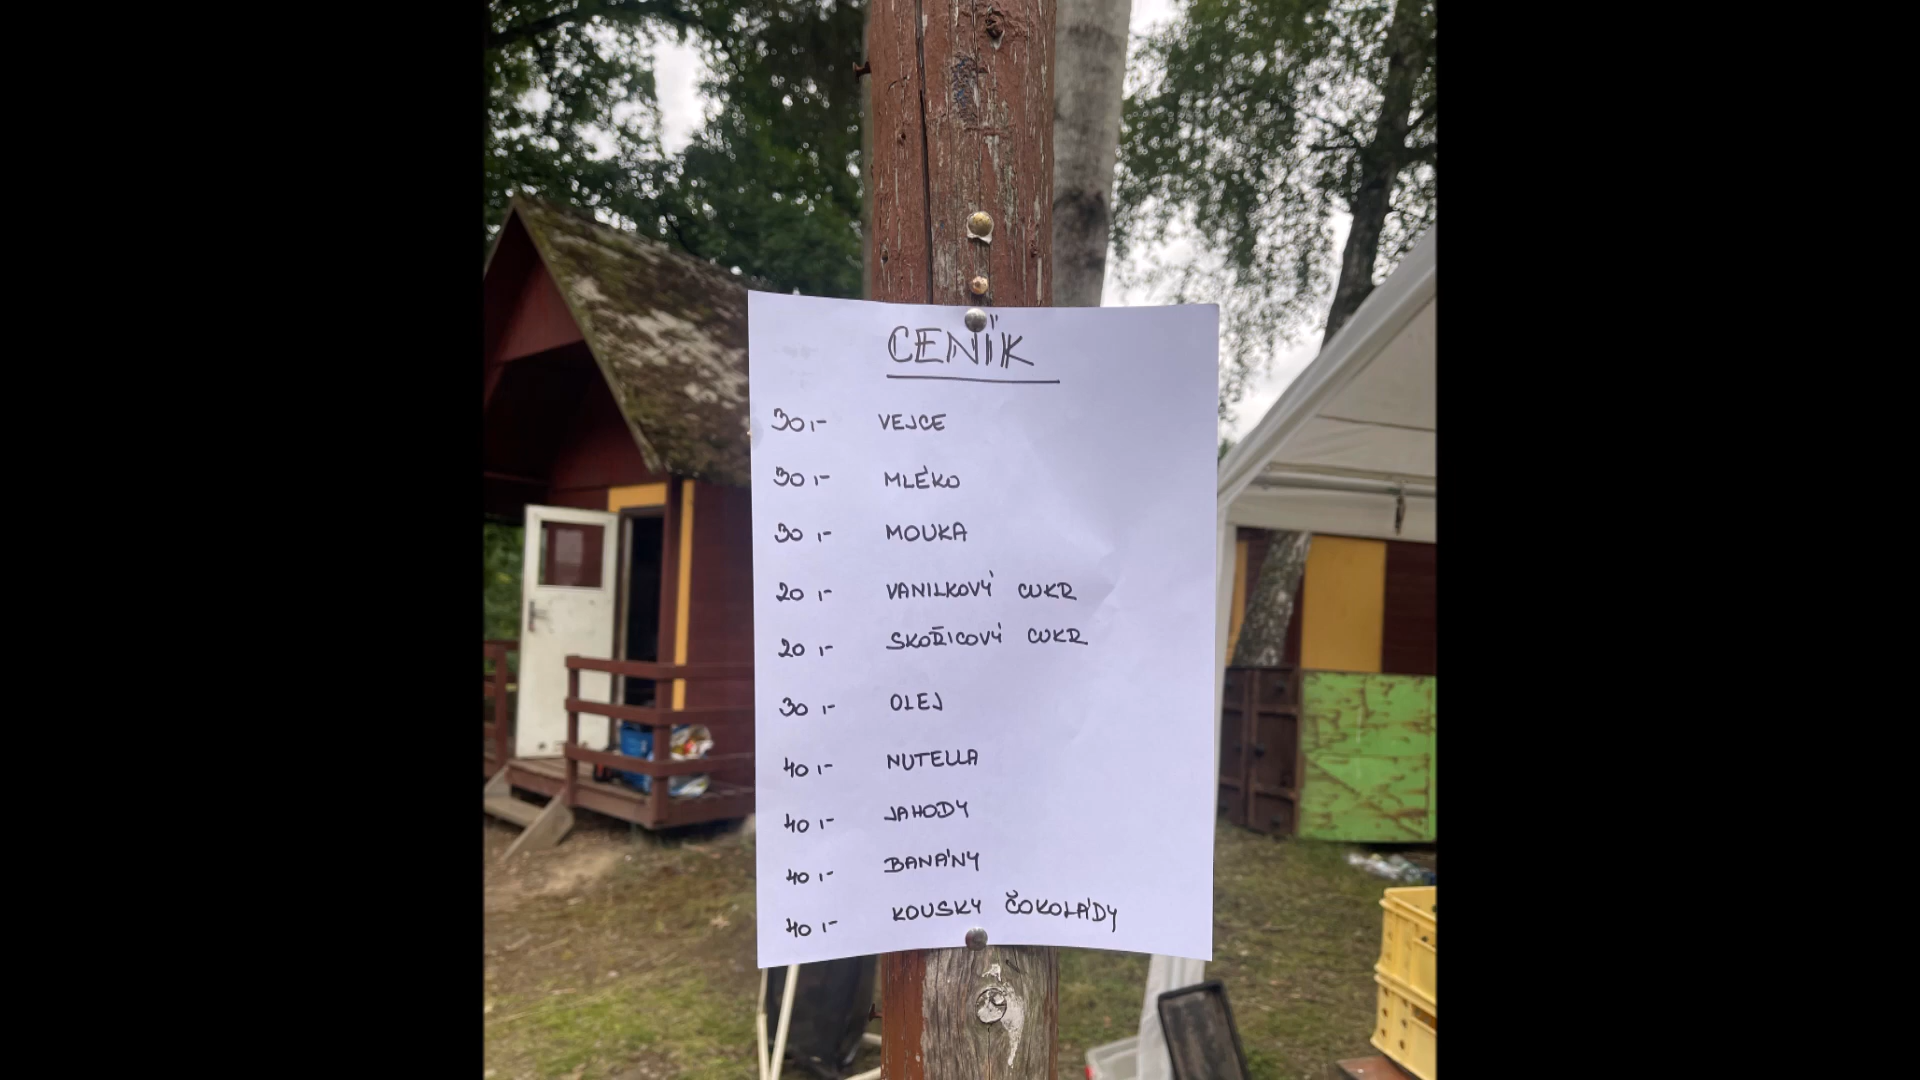 CENÍK
30,- VEJCE
30,- MLÉKO
30,- MOUKA
20,- VANILKOVÝ CUKR
20,- SKOŘICOVÝ CUKR
30,- OLEJ
40,- NUTELLA
40,- JAHODY
40,- BANÁNY
40,- KOUSKY ČOKOLÁDY